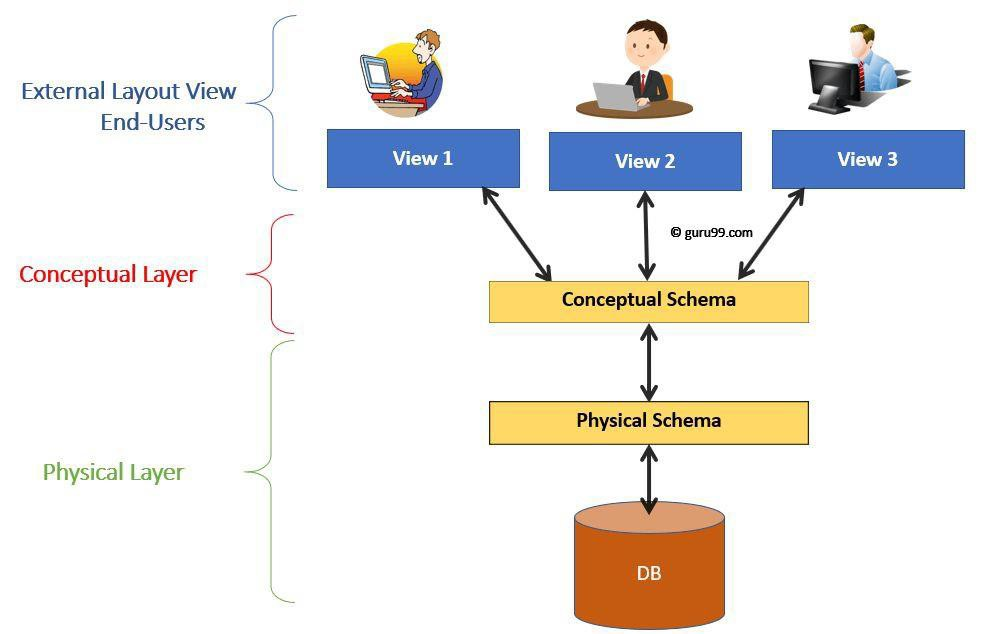 External Layout View
End-Users
View 1
View 2
View 3
© guru99.com
Conceptual Layer
Conceptual Schema
Physical Schema
Physical Layer
DB